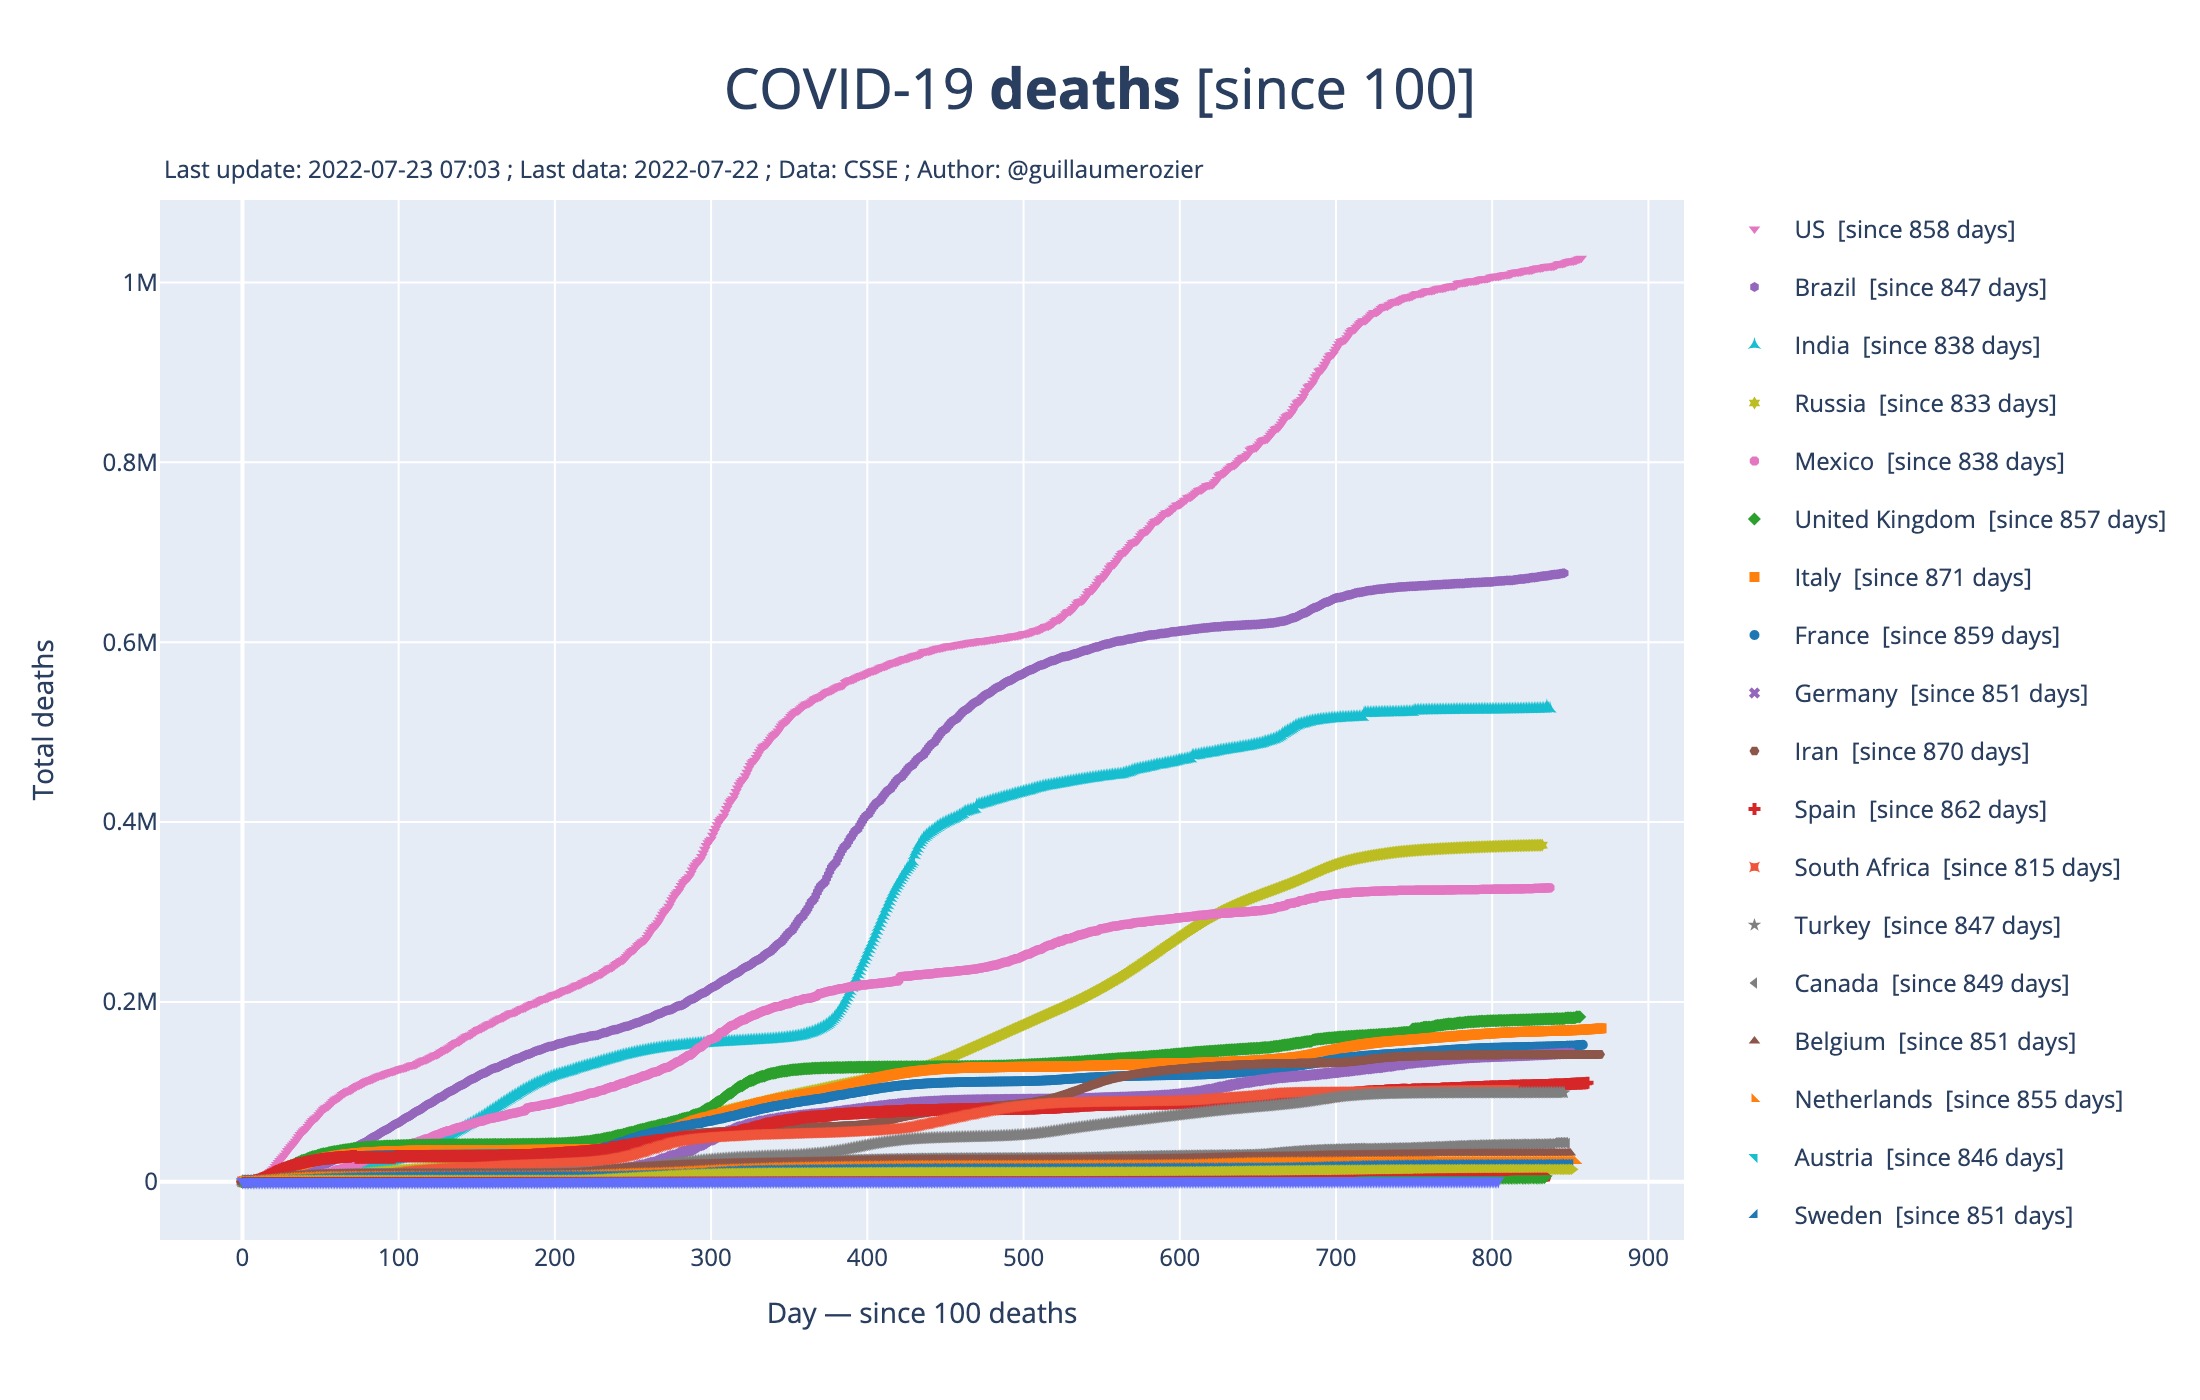 COVID-19 deaths [since 100]
Last update: 2022-07-23 07:03 ; Last data: 2022-07-22 ; Data: CSSE ; Author: @guillaumerozier
Total deaths
1M
0.8M
0.6M
0.4M
0.2M
0
0 100 200 300 400 500 600 700 800 900
Day — since 100 deaths
US [since 858 days]
Brazil [since 847 days]
India [since 838 days]
Russia [since 833 days]
Mexico [since 838 days]
United Kingdom [since 857 days]
Italy [since 871 days]
France [since 859 days]
Germany [since 851 days]
Iran [since 870 days]
Spain [since 862 days]
South Africa [since 815 days]
Turkey [since 847 days]
Canada [since 849 days]
Belgium [since 851 days]
Netherlands [since 855 days]
Austria [since 846 days]
Sweden [since 851 days]